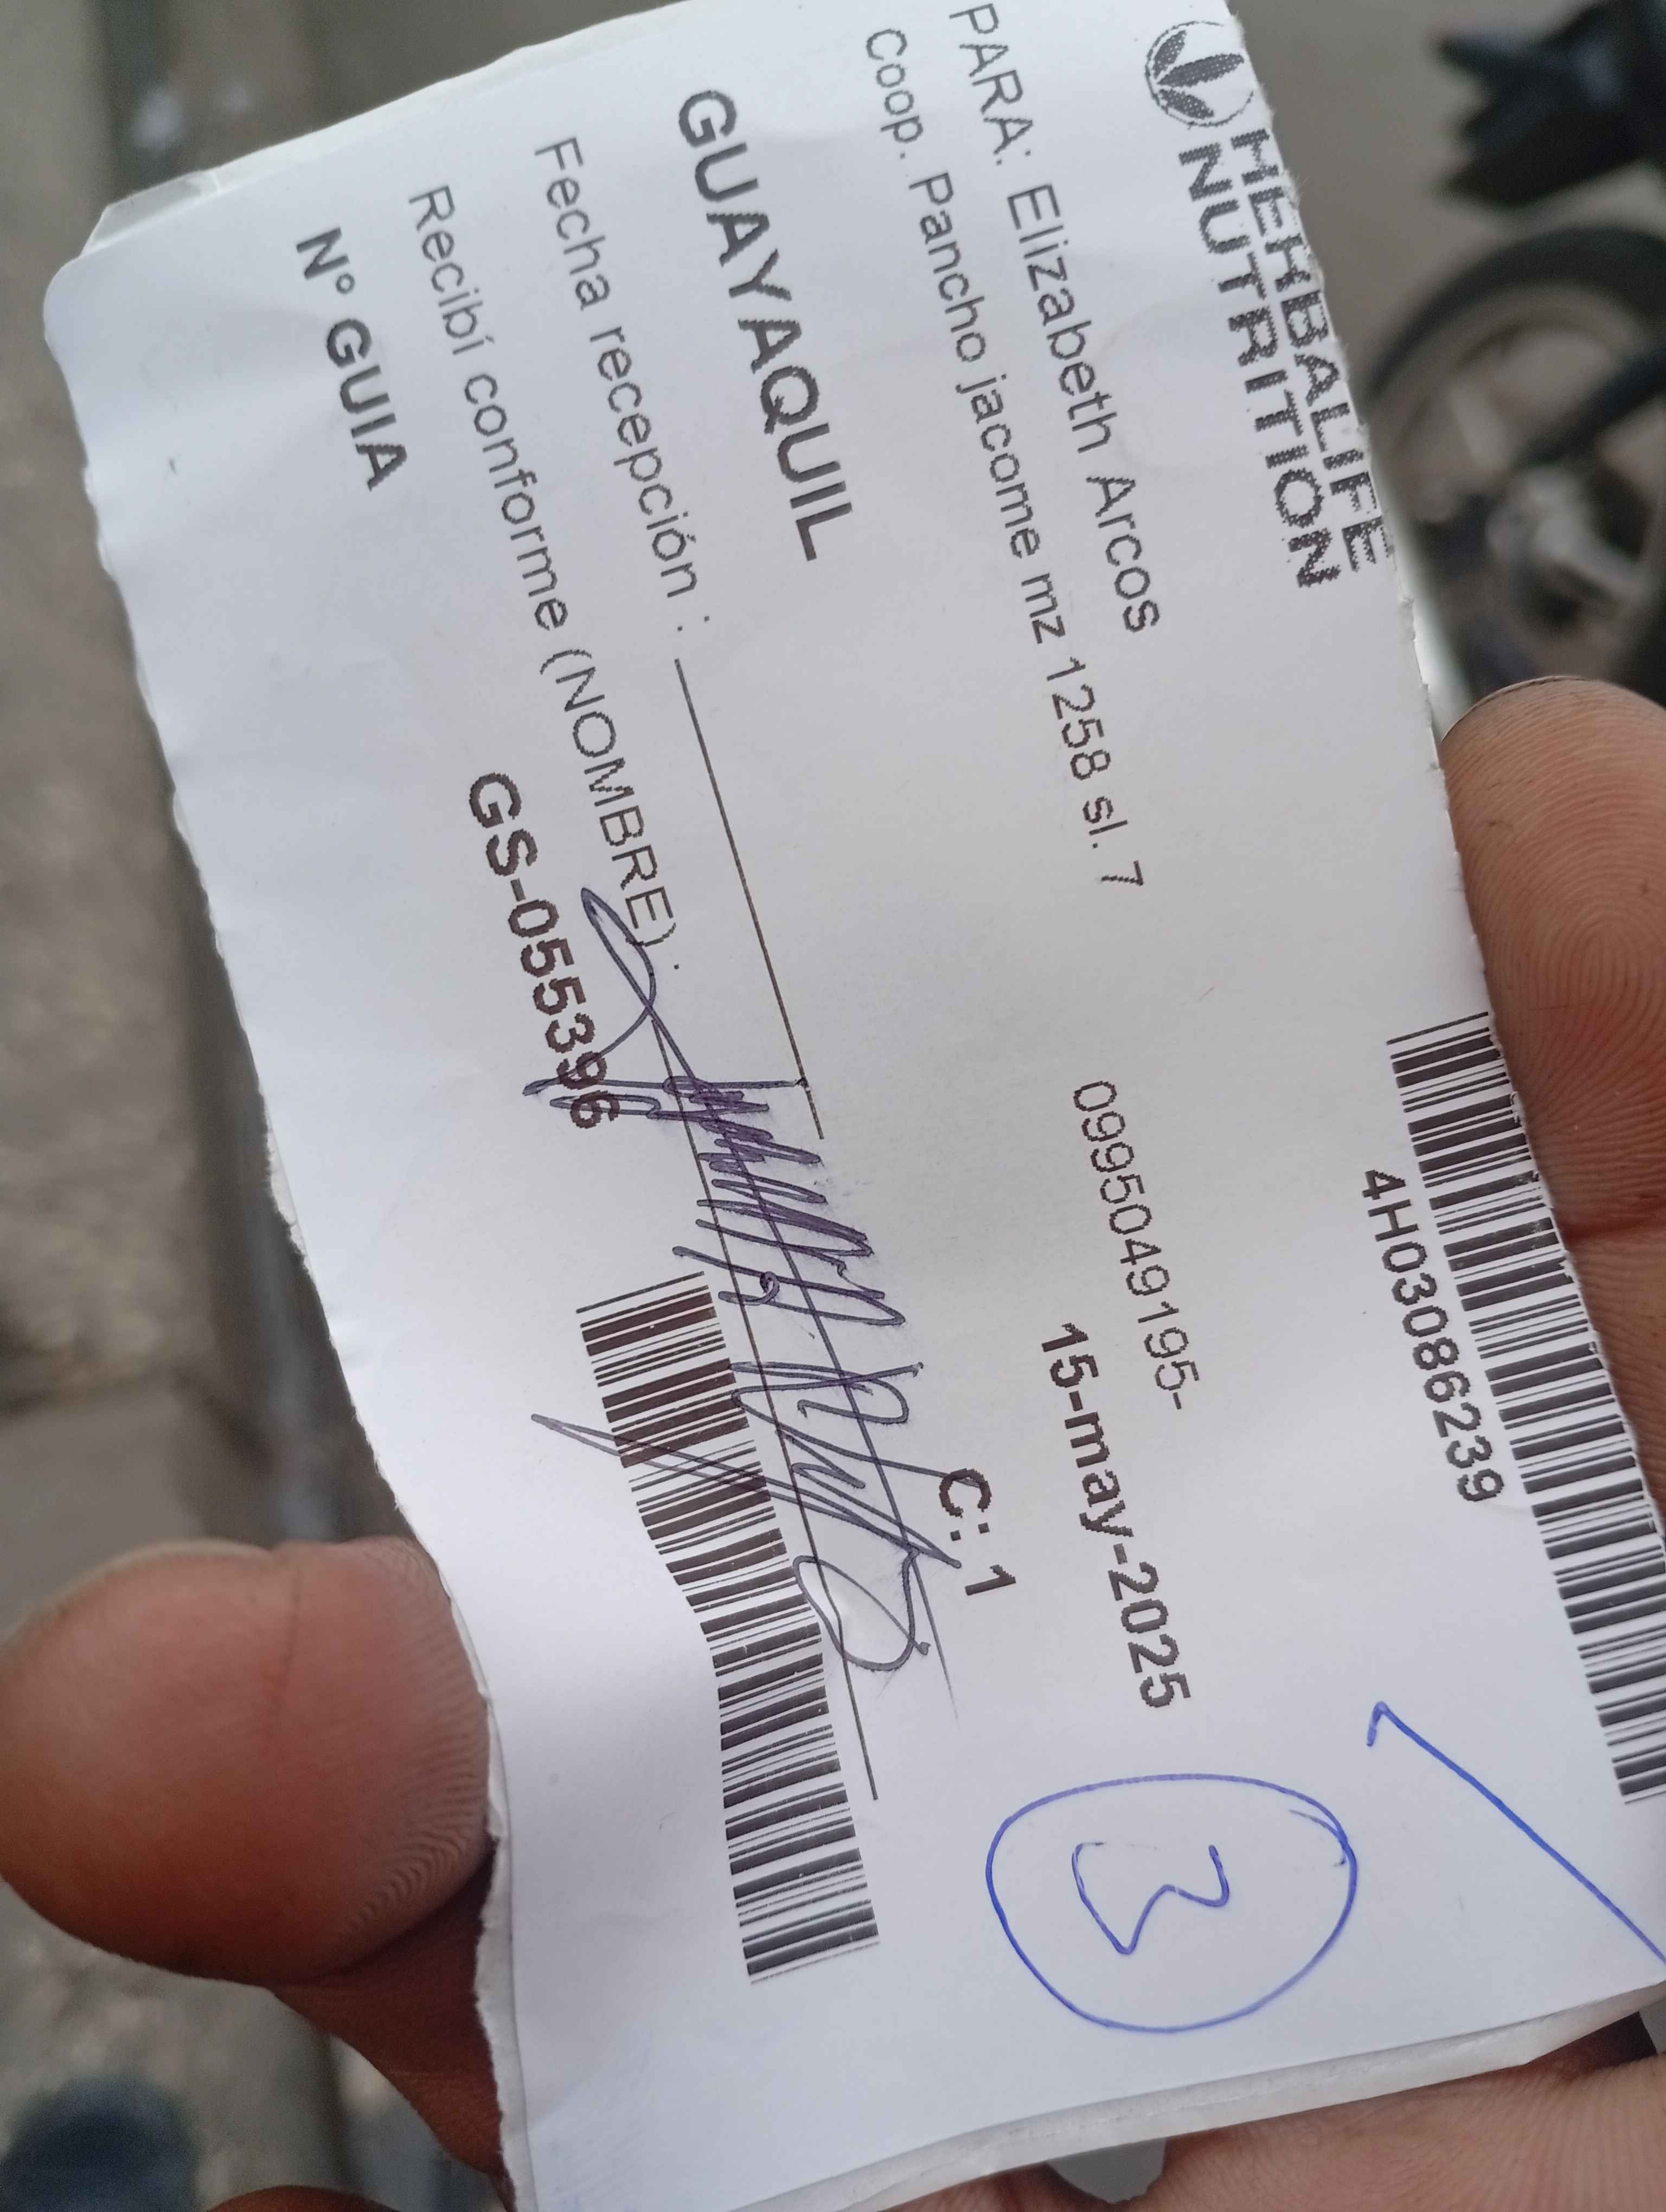 HERBALIFE
NUTRITION
4H03086239
PARA: Elizabeth Arcos
Coop. Pancho jacome mz 1258 sl. 7
0995049195-
15-may-2025
GUAYAQUIL
C: 1
3
Fecha recepción :
Recibí conforme (NOMBRE):
N° GUIA
GS-055396